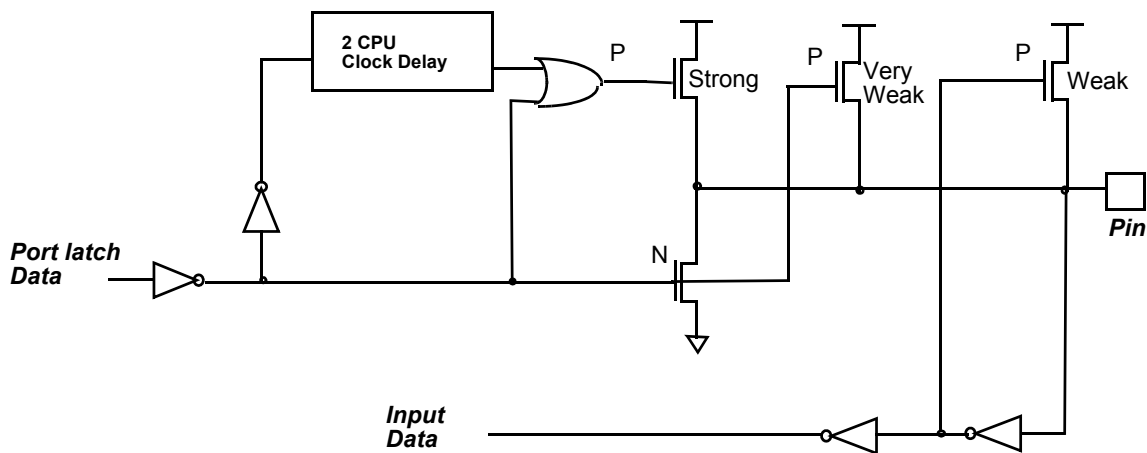 2 CPU
Clock Delay
P
Strong
P
Very
Weak
P
Weak
Port latch
Data
N
Pin
Input
Data